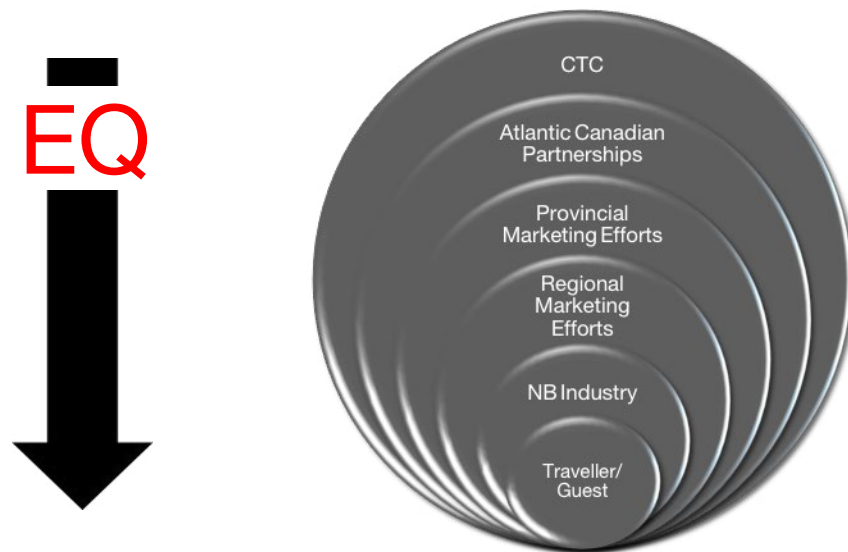 EQ
CTC
Atlantic Canadian
Partnerships
Provincial
Marketing Efforts
Regional
Marketing
Efforts
NB Industry
Traveller/
Guest